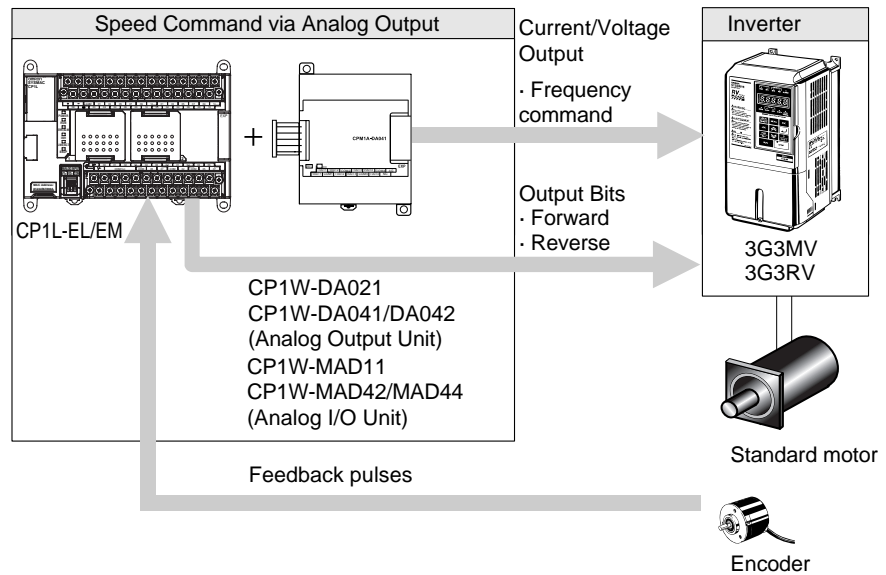 Speed Command via Analog Output
Current/Voltage
Output
· Frequency
command
Inverter
CPM1A-DA041
CP1L-EL/EM
Output Bits
· Forward
· Reverse
3G3MV
3G3RV
CP1W-DA021
CP1W-DA041/DA042
(Analog Output Unit)
CP1W-MAD11
CP1W-MAD42/MAD44
(Analog I/O Unit)
Standard motor
Feedback pulses
Encoder